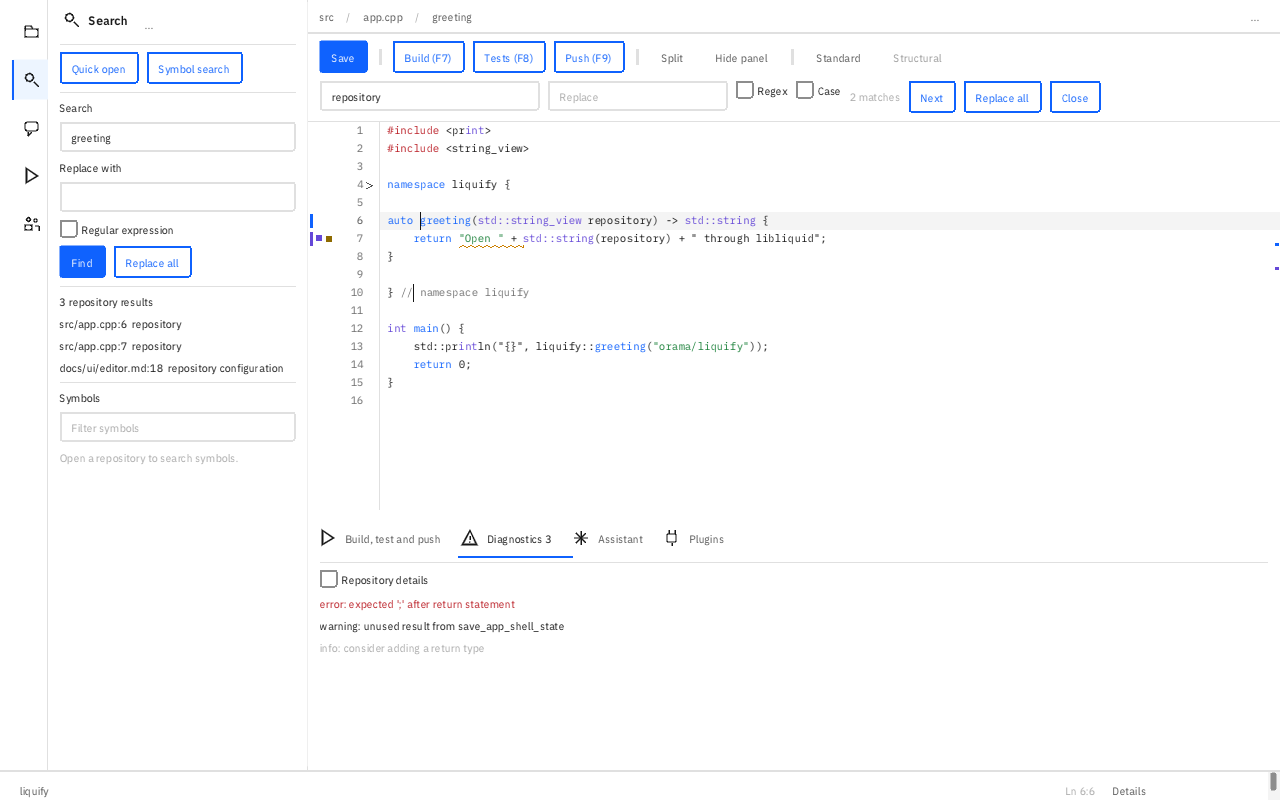 Search
...
Quick open
Symbol search
Search
greeting
Replace with
Regular expression
Find
Replace all
3 repository results
src/app.cpp:6 repository
src/app.cpp:7 repository
docs/ui/editor.md:18 repository configuration
Symbols
Filter symbols
Open a repository to search symbols.
src / app.cpp / greeting
...
Save
Build (F7)
Tests (F8)
Push (F9)
Split
Hide panel
Standard
Structural
repository
Replace
Regex
Case
2 matches
Next
Replace all
Close
1 #include <print>
2 #include <string_view>
3
4 namespace liquify {
5
6 auto greeting(std::string_view repository) -> std::string {
7     return "Open " + std::string(repository) + " through libliquid";
8 }
9
10 } // namespace liquify
11
12 int main() {
13     std::println("{}", liquify::greeting("orama/liquify"));
14     return 0;
15 }
16
Build, test and push
Diagnostics 3
Assistant
Plugins
Repository details
error: expected ';' after return statement
warning: unused result from save_app_shell_state
info: consider adding a return type
liquify
Ln 6:6
Details